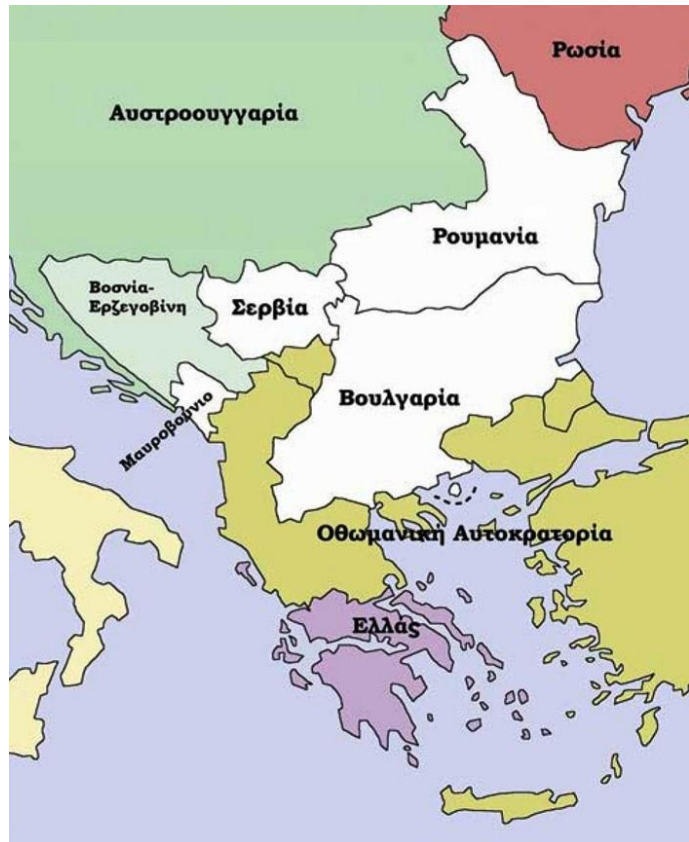 Ρωσία
Αυστροουγγαρία
Ρουμανία
Βοσνία-
Ερζεγοβίνη
Σερβία
Βουλγαρία
Μαυροβούνιο
Οθωμανική Αυτοκρατορία
Ελλάς